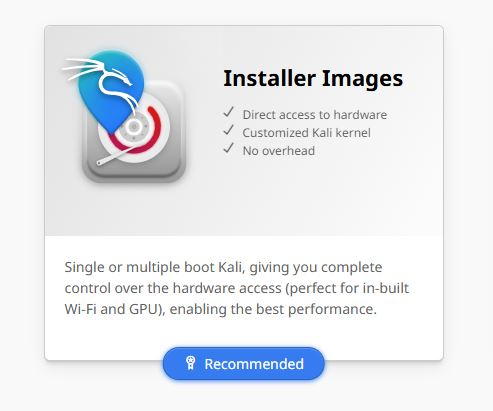 Installer Images
Direct access to hardware
Customized Kali kernel
No overhead
Single or multiple boot Kali, giving you complete
control over the hardware access (perfect for in-built
Wi-Fi and GPU), enabling the best performance.
Recommended